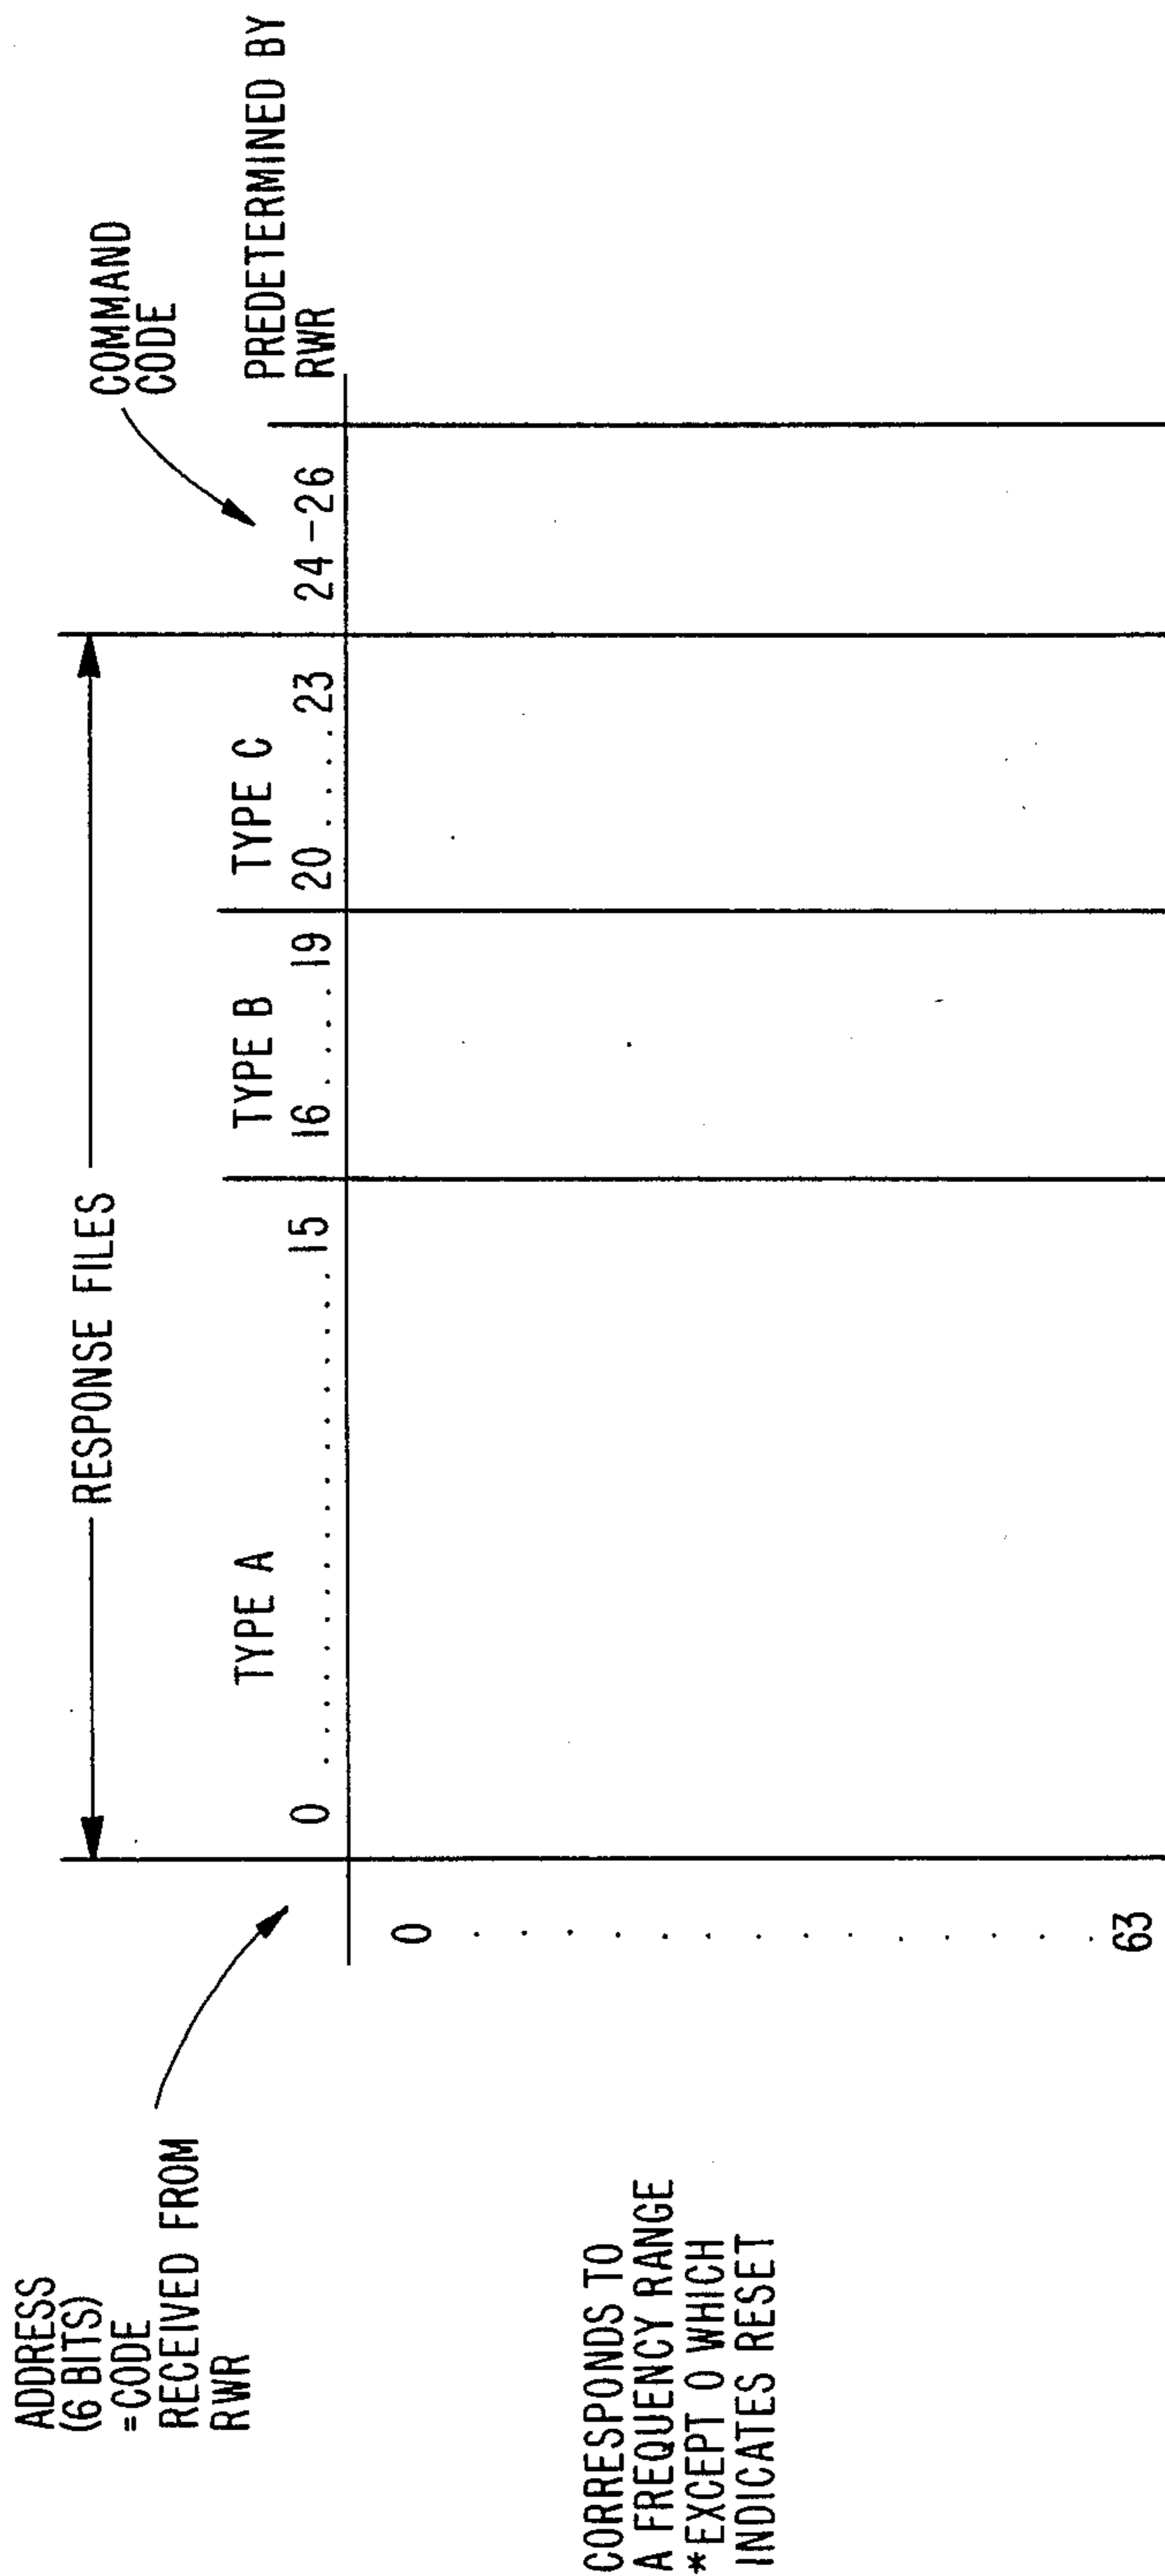 RESPONSE FILES
COMMAND
CODE
ADDRESS
(6 BITS)
=CODE
RECEIVED FROM
RWR
TYPE A
TYPE B
TYPE C
PREDETERMINED BY
RWR
0 . . . . . . . . . . . . . . . . . . 15
16 . . . . 19
20 . . . . 23
24-26
0
63
CORRESPONDS TO
A FREQUENCY RANGE
*EXCEPT 0 WHICH
INDICATES RESET